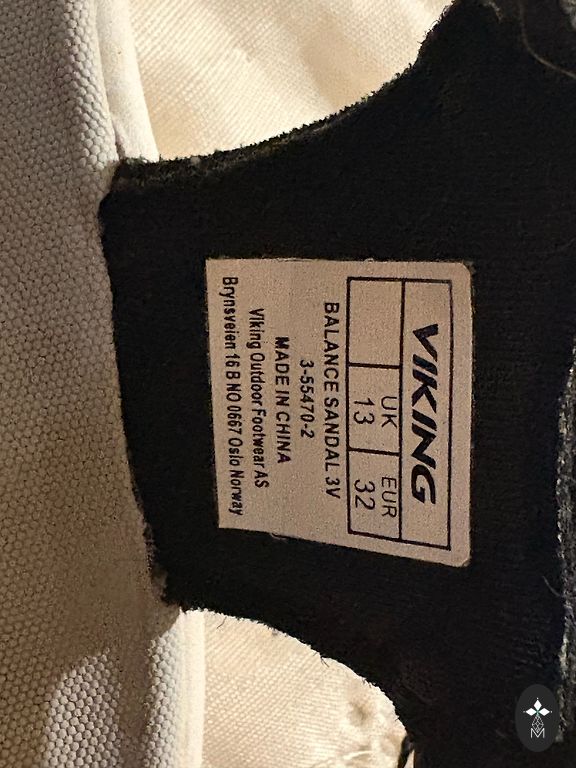 VIKING
UK EUR
13 32
BALANCE SANDAL 3V
3-55470-2
MADE IN CHINA
Viking Outdoor Footwear AS
Brynsveien 16 B NO 0667 Oslo Norway
M